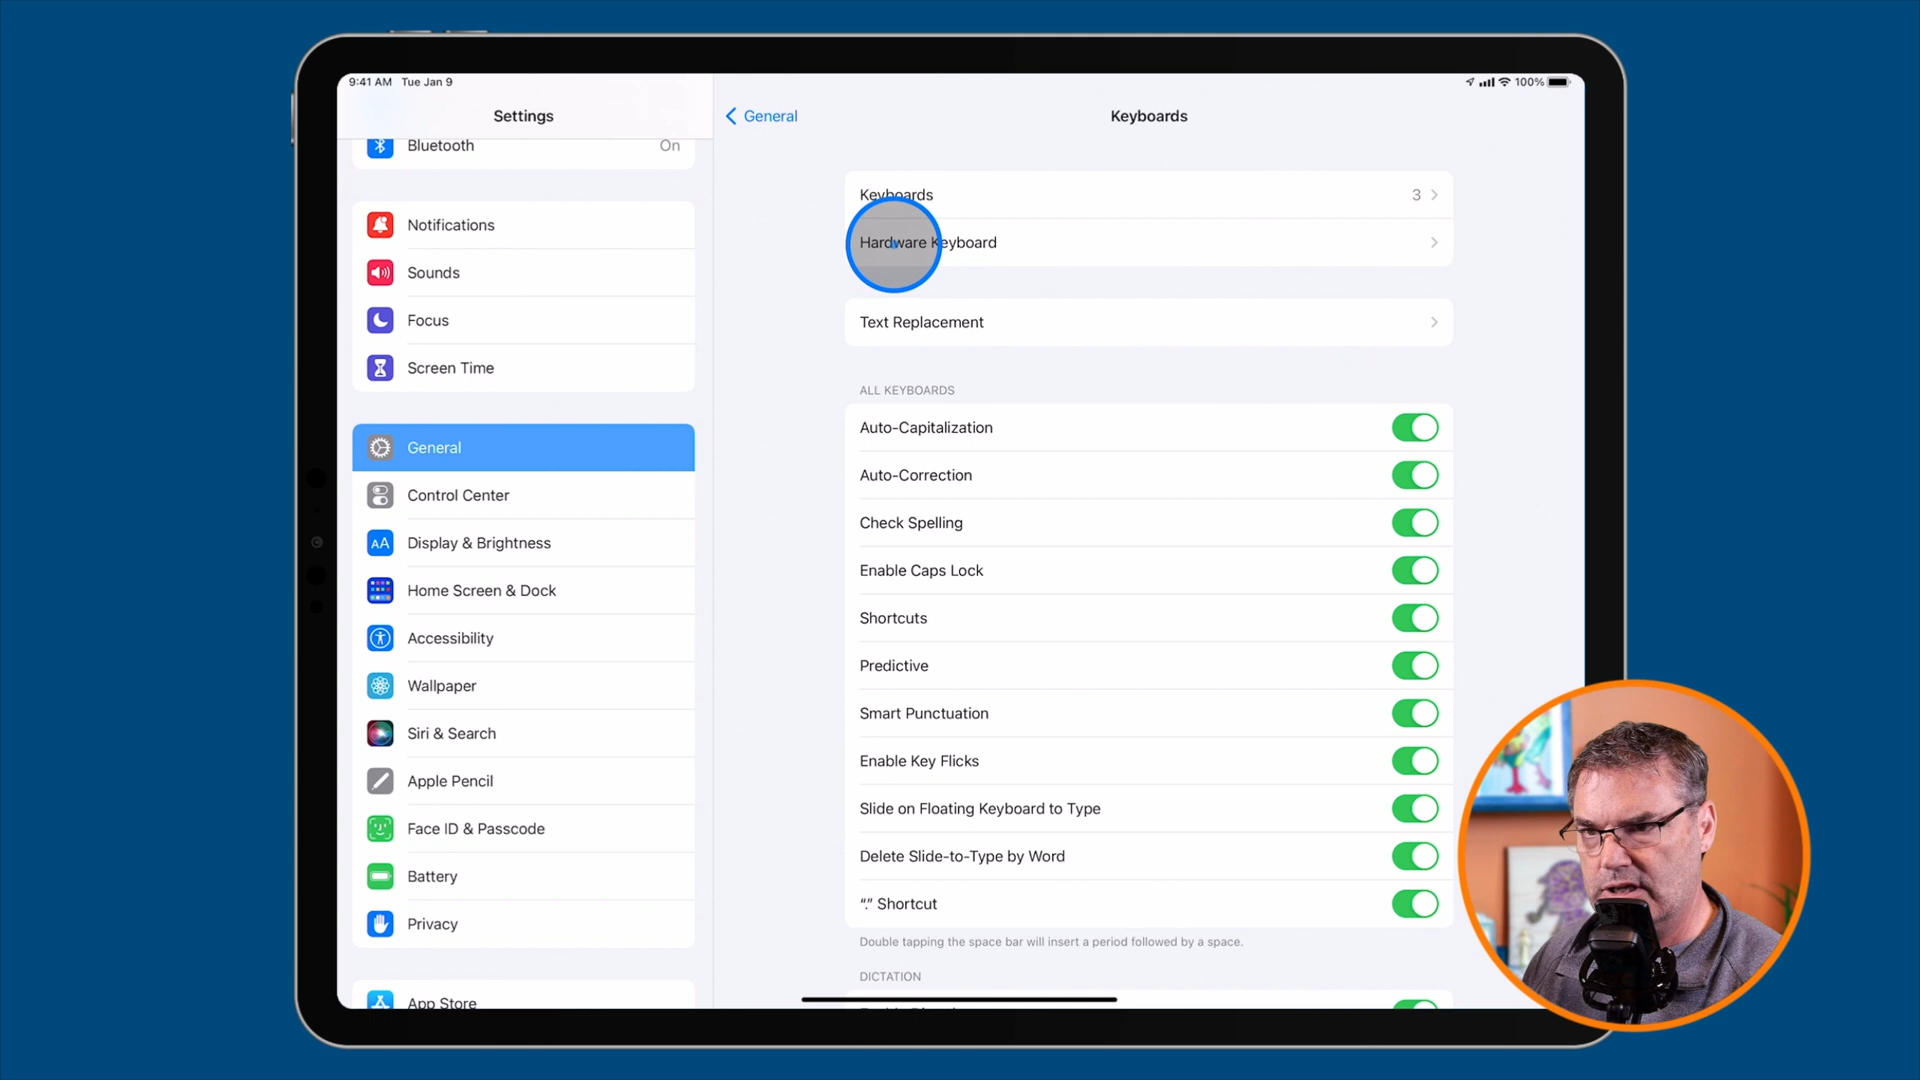 9:41 AM Tue Jan 9
100%
Settings
General
Keyboards
Bluetooth
On
Notifications
Sounds
Focus
Screen Time
General
Control Center
AA Display & Brightness
Home Screen & Dock
Accessibility
Wallpaper
Siri & Search
Apple Pencil
Face ID & Passcode
Battery
Privacy
App Store
Keyboards
3
Hardware Keyboard
Text Replacement
ALL KEYBOARDS
Auto-Capitalization
Auto-Correction
Check Spelling
Enable Caps Lock
Shortcuts
Predictive
Smart Punctuation
Enable Key Flicks
Slide on Floating Keyboard to Type
Delete Slide-to-Type by Word
“.” Shortcut
Double tapping the space bar will insert a period followed by a space.
DICTATION